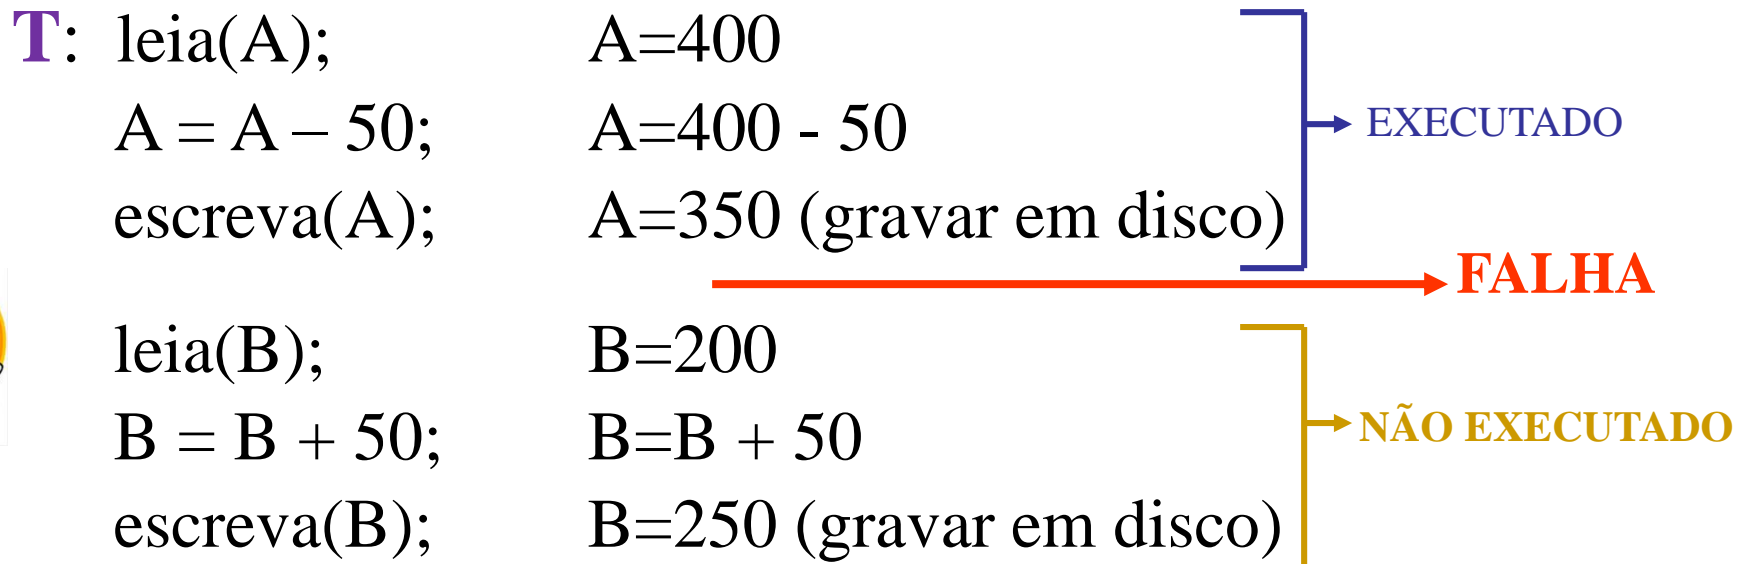 T: leia(A); A=400
A = A – 50; A=400 - 50 EXECUTADO
escreva(A); A=350 (gravar em disco)
FALHA
leia(B); B=200
B = B + 50; B=B + 50 NÃO EXECUTADO
escreva(B); B=250 (gravar em disco)